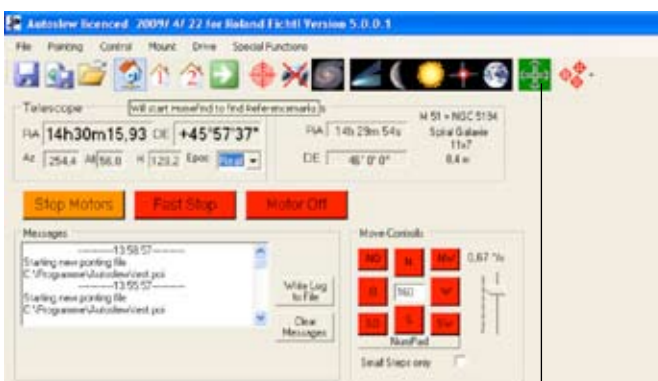 Autoslew licenced 2009/ 4/ 22 for Roland Fichtl Version 5.0.0.1
File Pointing Control Mount Drive Special Functions
Telescope
Will start HomeFind to find Referencemarks
RA 14h30m15,93 DE +45°57'37"
Az 254,4 Alt 56,0 H 123,2 Epoc Real
M 51 = NGC 5194
Spiral Galaxie
11x7
8,4 m
RA 14h 29m 54s
DE 46° 0' 0"
Stop Motors Fast Stop Motor Off
Messages
-----------13:58:57-----------
Starting new pointing file
C:\Programme\Autoslew\test.poi
-----------13:55:57-----------
Starting new pointing file
C:\Programme\Autoslew\test.poi
Write Log
to File
Clear
Messages
Move Controls
NO N NW
O 160 W
SO S SW
0,67 °/s
NumPad
Small Steps only